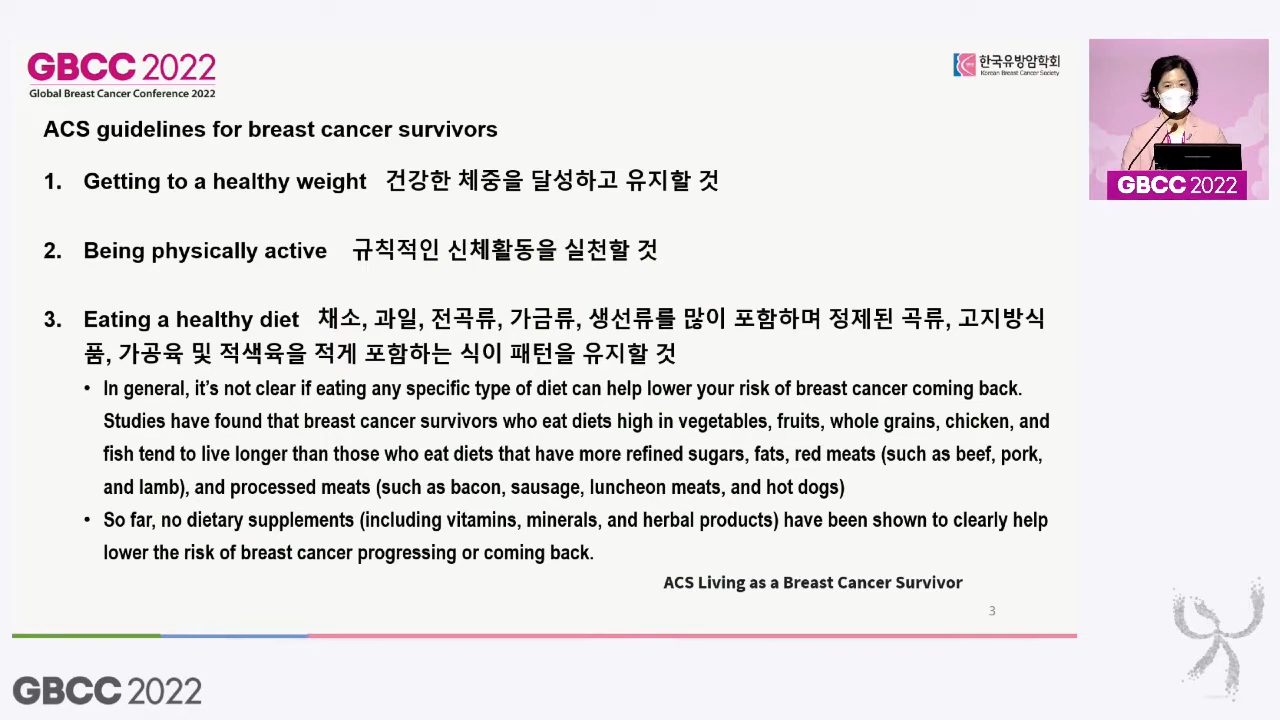 GBCC 2022
Global Breast Cancer Conference 2022
한국유방암학회
Korean Breast Cancer Society
ACS guidelines for breast cancer survivors
1. Getting to a healthy weight 건강한 체중을 달성하고 유지할 것
2. Being physically active 규칙적인 신체활동을 실천할 것
3. Eating a healthy diet 채소, 과일, 전곡류, 가금류, 생선류를 많이 포함하며 정제된 곡류, 고지방식
품, 가공육 및 적색육을 적게 포함하는 식이 패턴을 유지할 것
• In general, it’s not clear if eating any specific type of diet can help lower your risk of breast cancer coming back.
Studies have found that breast cancer survivors who eat diets high in vegetables, fruits, whole grains, chicken, and
fish tend to live longer than those who eat diets that have more refined sugars, fats, red meats (such as beef, pork,
and lamb), and processed meats (such as bacon, sausage, luncheon meats, and hot dogs)
• So far, no dietary supplements (including vitamins, minerals, and herbal products) have been shown to clearly help
lower the risk of breast cancer progressing or coming back.
ACS Living as a Breast Cancer Survivor
3
GBCC 2022
GBCC 2022